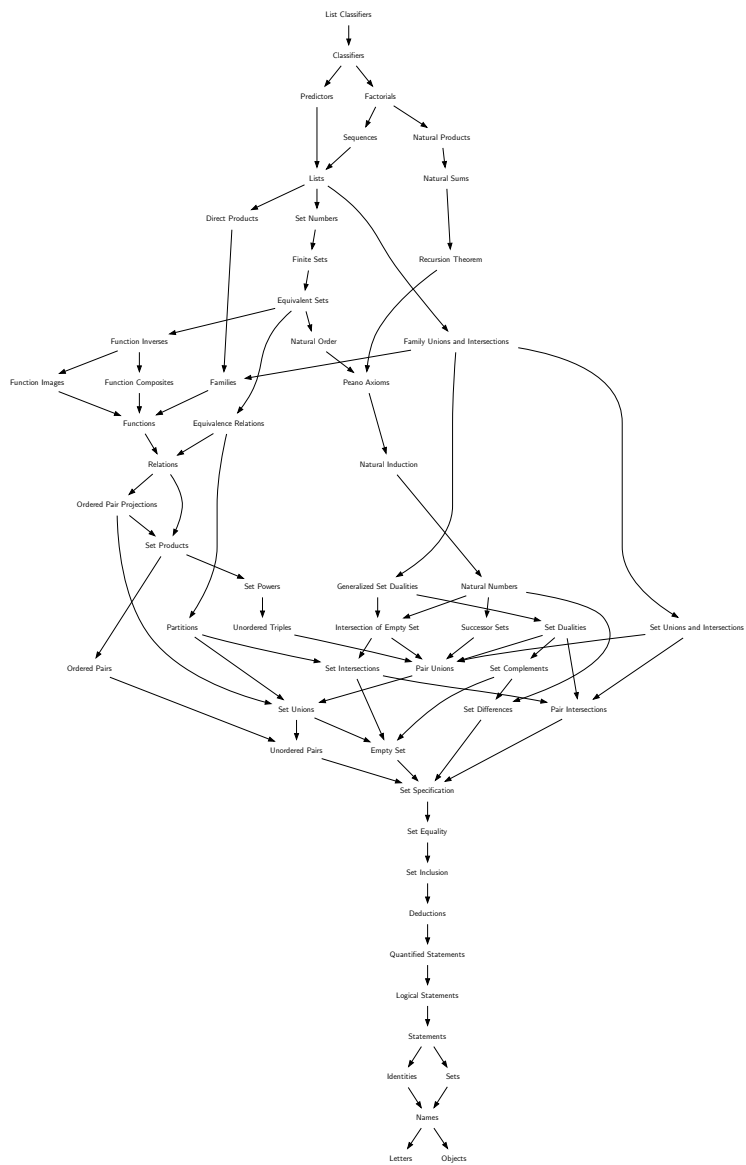 List Classifiers
Classifiers
Predictors
Factorials
Sequences
Natural Products
Lists
Natural Sums
Direct Products
Set Numbers
Finite Sets
Recursion Theorem
Equivalent Sets
Function Inverses
Natural Order
Family Unions and Intersections
Function Images
Function Composites
Families
Peano Axioms
Functions
Equivalence Relations
Relations
Natural Induction
Ordered Pair Projections
Set Products
Set Powers
Generalized Set Dualities
Natural Numbers
Partitions
Unordered Triples
Intersection of Empty Set
Successor Sets
Set Dualities
Set Unions and Intersections
Ordered Pairs
Set Intersections
Pair Unions
Set Complements
Set Unions
Set Differences
Pair Intersections
Unordered Pairs
Empty Set
Set Specification
Set Equality
Set Inclusion
Deductions
Quantified Statements
Logical Statements
Statements
Identities
Sets
Names
Letters
Objects